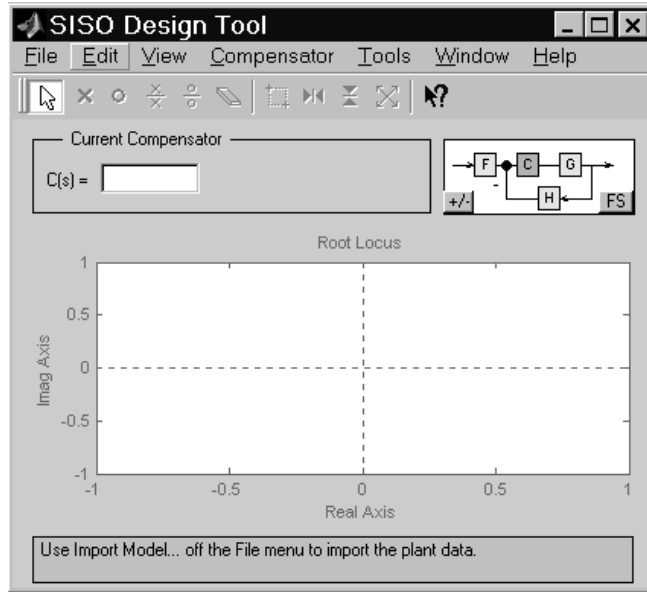 SISO Design Tool
File Edit View Compensator Tools Window Help
Current Compensator
C(s) =
F C G
H
+/- FS
Root Locus
1
0.5
0
-0.5
-1
Imag Axis
-1 -0.5 0 0.5 1
Real Axis
Use Import Model... off the File menu to import the plant data.